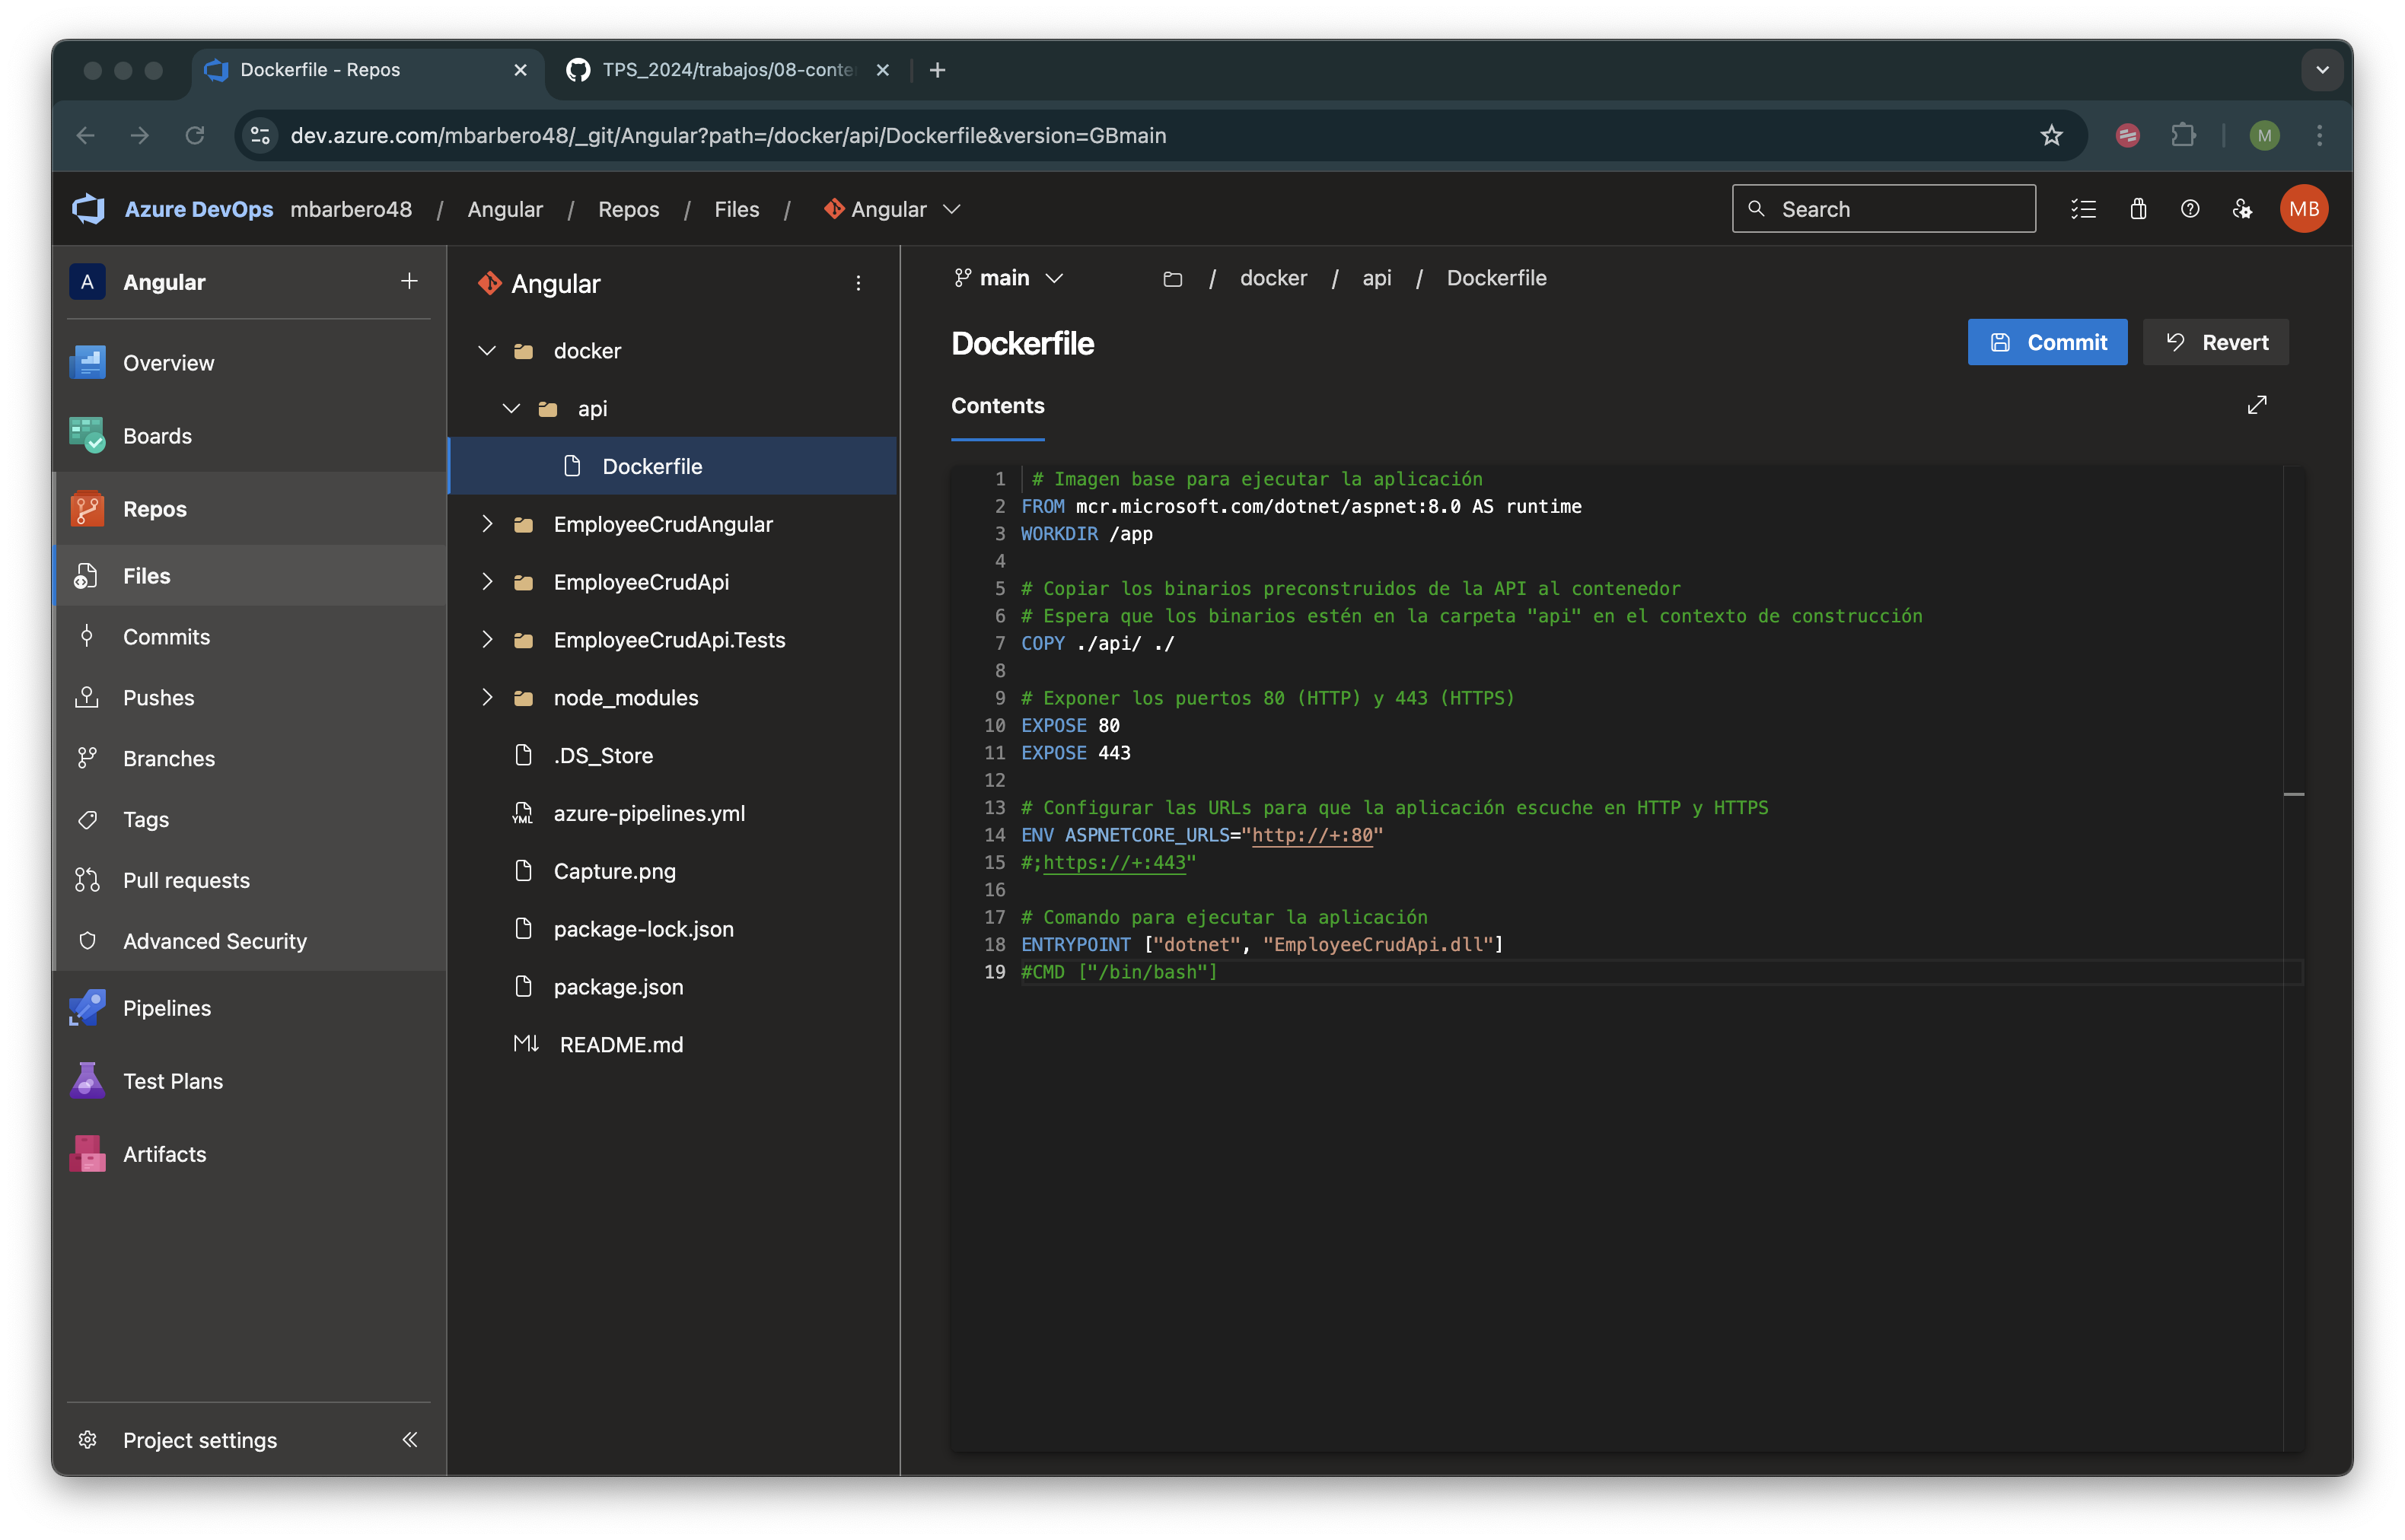 Dockerfile - Repos
TPS_2024/trabajos/08-conte
dev.azure.com/mbarbero48/_git/Angular?path=/docker/api/Dockerfile&version=GBmain
M
Azure DevOps mbarbero48 / Angular / Repos / Files / Angular
Search
MB
A Angular
Overview
Boards
Repos
Files
Commits
Pushes
Branches
Tags
Pull requests
Advanced Security
Pipelines
Test Plans
Artifacts
Project settings
Angular
docker
api
Dockerfile
EmployeeCrudAngular
EmployeeCrudApi
EmployeeCrudApi.Tests
node_modules
.DS_Store
YML azure-pipelines.yml
Capture.png
package-lock.json
package.json
M↓ README.md
main / docker / api / Dockerfile
Dockerfile
Commit
Revert
Contents
1 # Imagen base para ejecutar la aplicación
2 FROM mcr.microsoft.com/dotnet/aspnet:8.0 AS runtime
3 WORKDIR /app
4
5 # Copiar los binarios preconstruidos de la API al contenedor
6 # Espera que los binarios estén en la carpeta "api" en el contexto de construcción
7 COPY ./api/ ./
8
9 # Exponer los puertos 80 (HTTP) y 443 (HTTPS)
10 EXPOSE 80
11 EXPOSE 443
12
13 # Configurar las URLs para que la aplicación escuche en HTTP y HTTPS
14 ENV ASPNETCORE_URLS="http://+:80"
15 #;https://+:443"
16
17 # Comando para ejecutar la aplicación
18 ENTRYPOINT ["dotnet", "EmployeeCrudApi.dll"]
19 #CMD ["/bin/bash"]